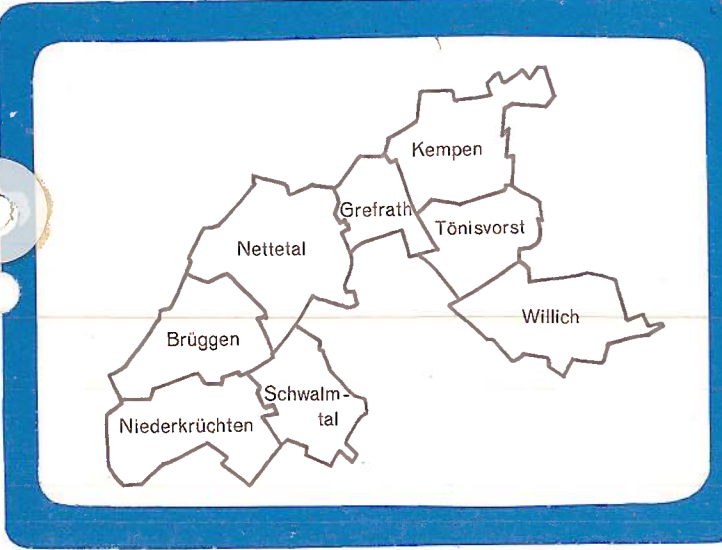 Kempen
Grefrath
Tönisvorst
Nettetal
Willich
Brüggen
Schwalm-
tal
Niederkrüchten